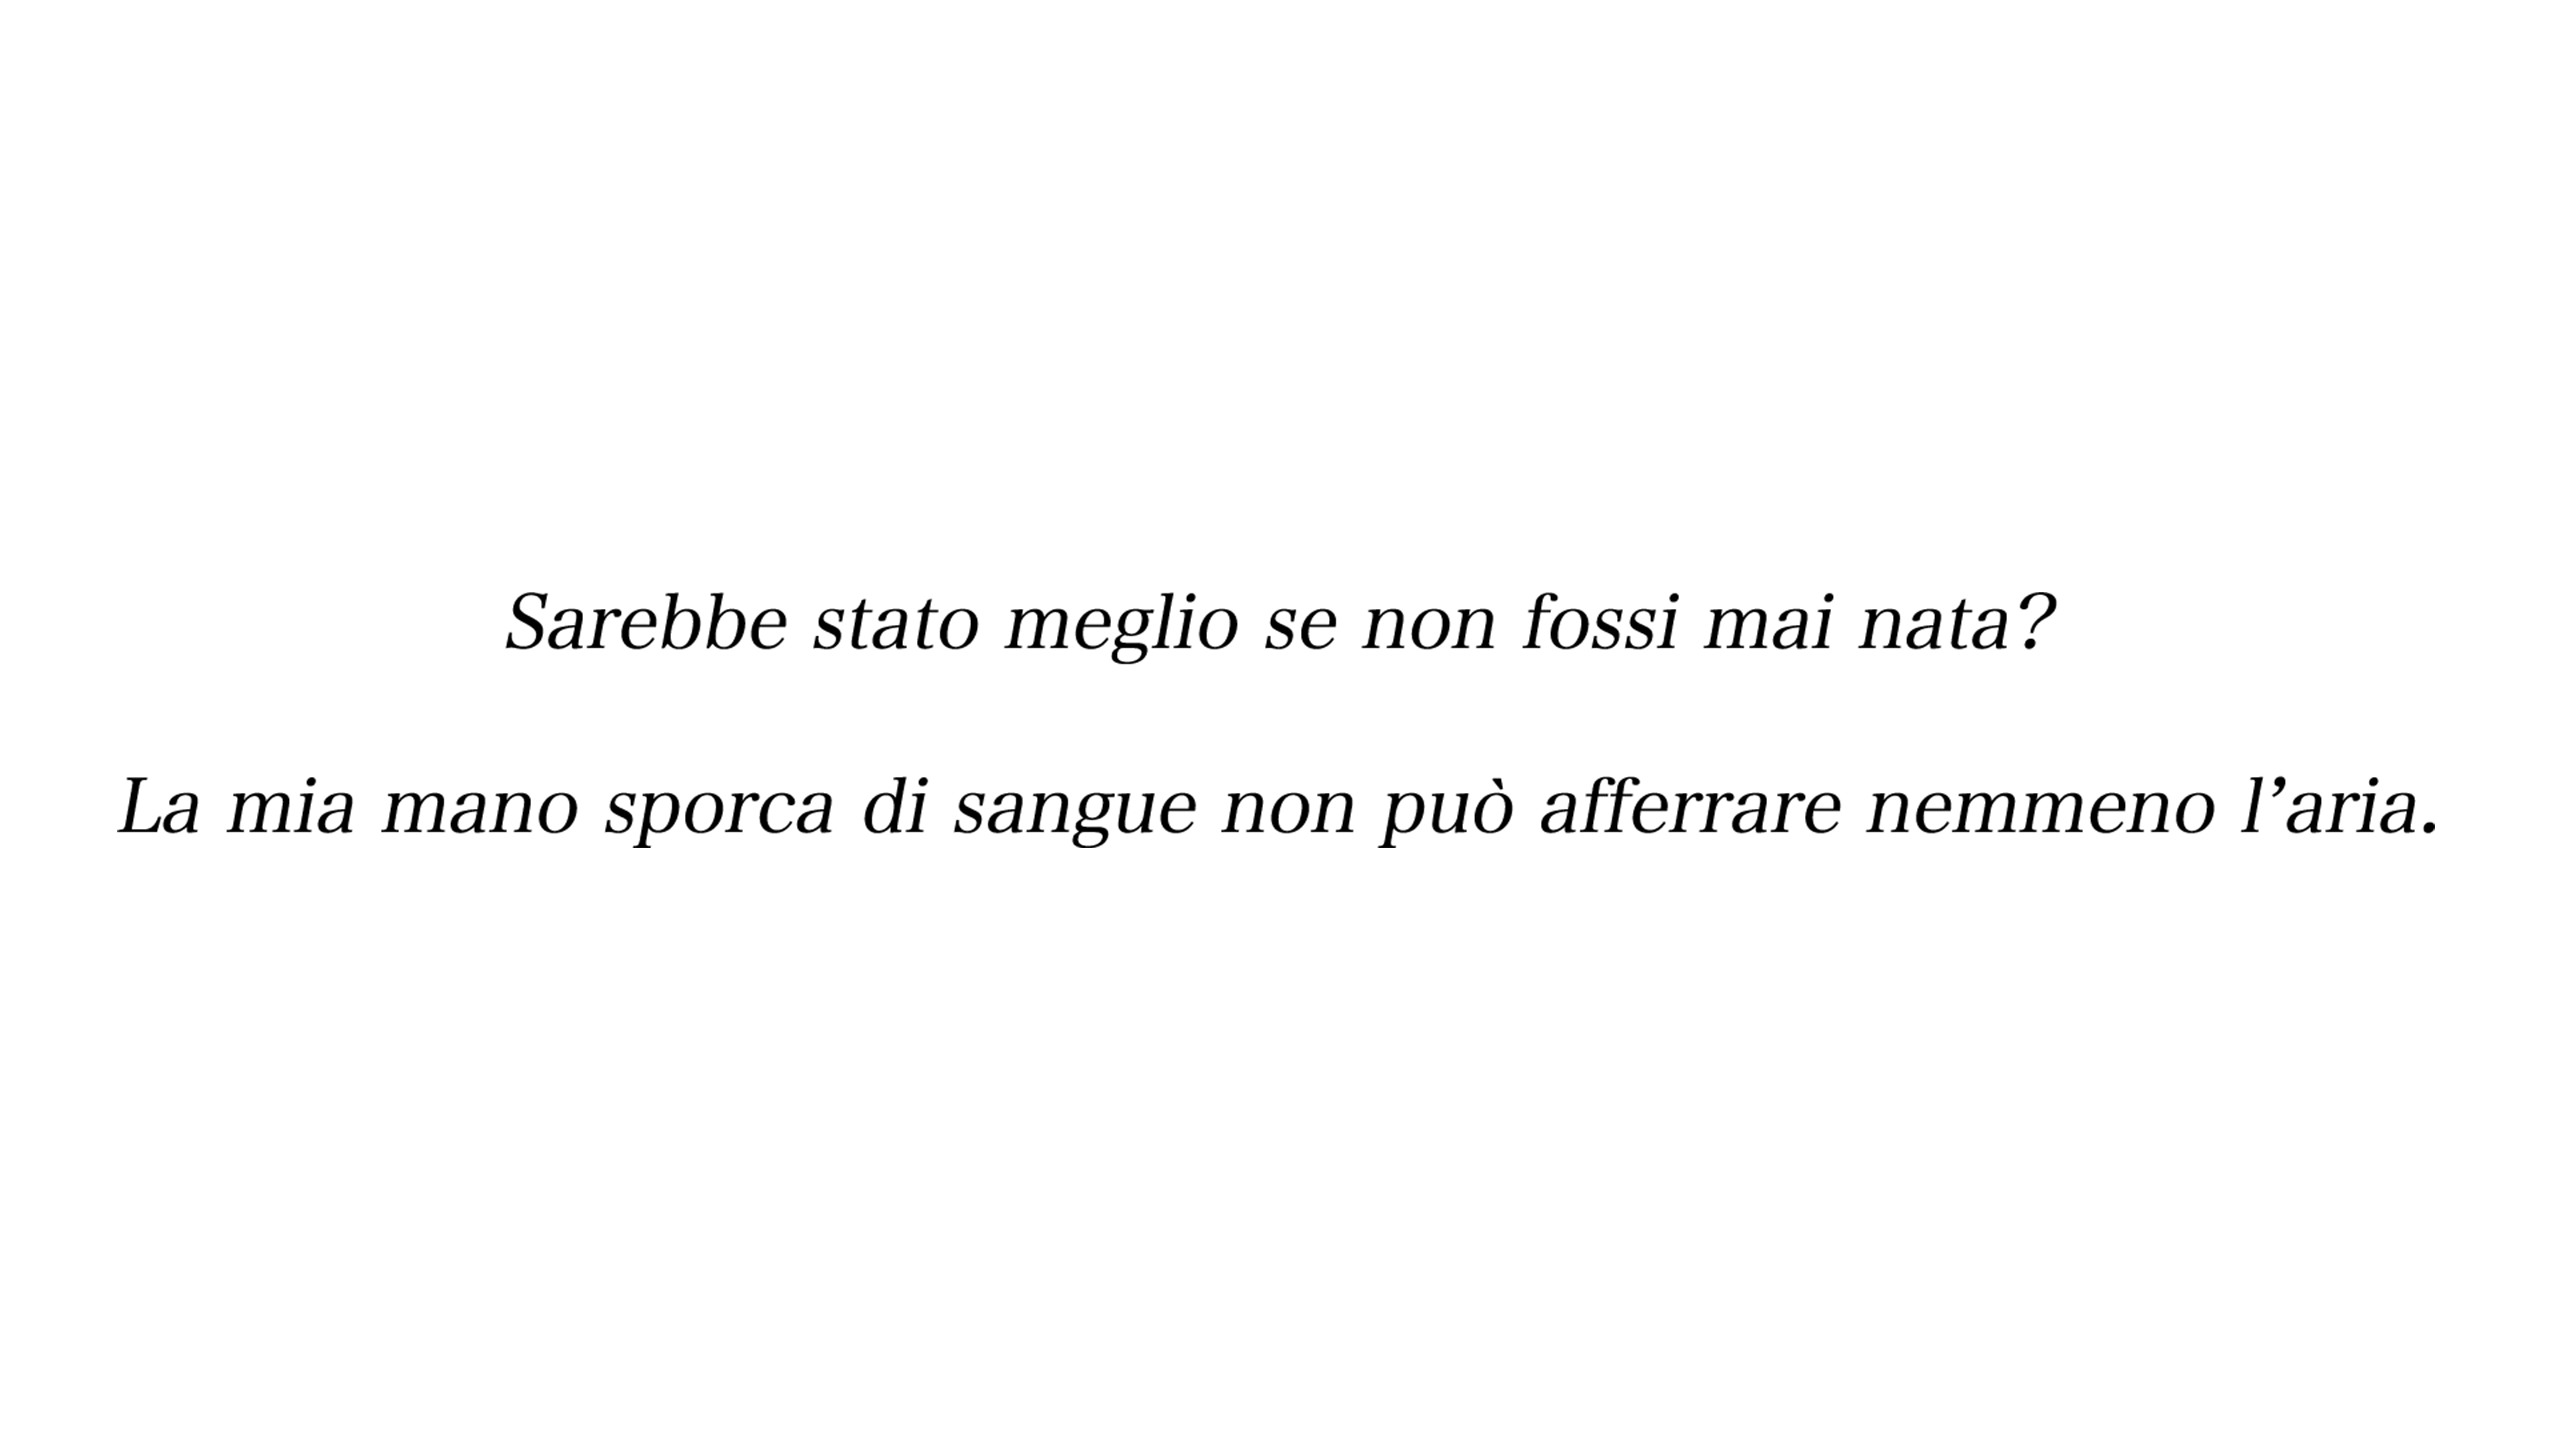 Sarebbe stato meglio se non fossi mai nata?
La mia mano sporca di sangue non può afferrare nemmeno l’aria.